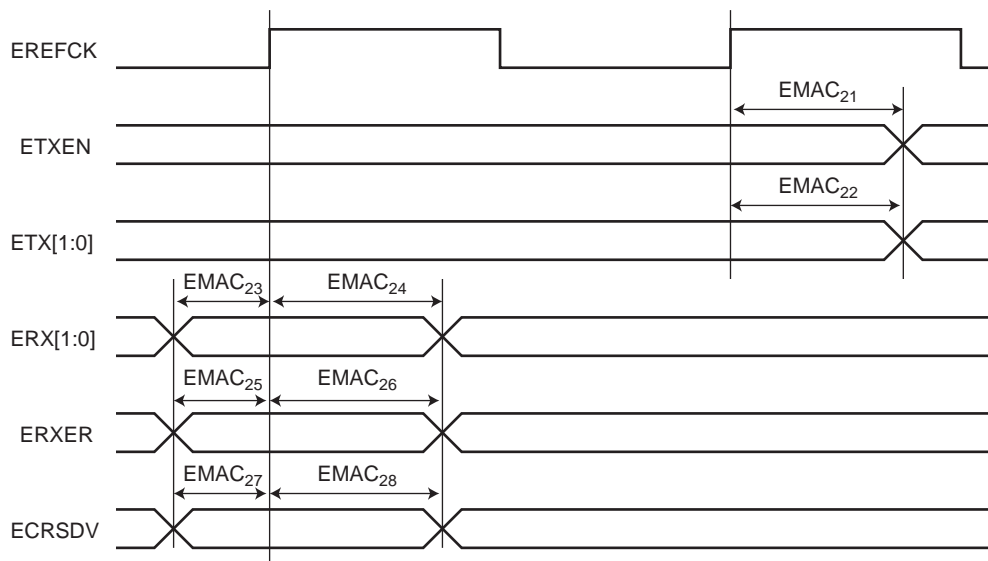 EREFCK
EMAC21
ETXEN
EMAC22
ETX[1:0]
EMAC23 EMAC24
ERX[1:0]
EMAC25 EMAC26
ERXER
EMAC27 EMAC28
ECRSDV